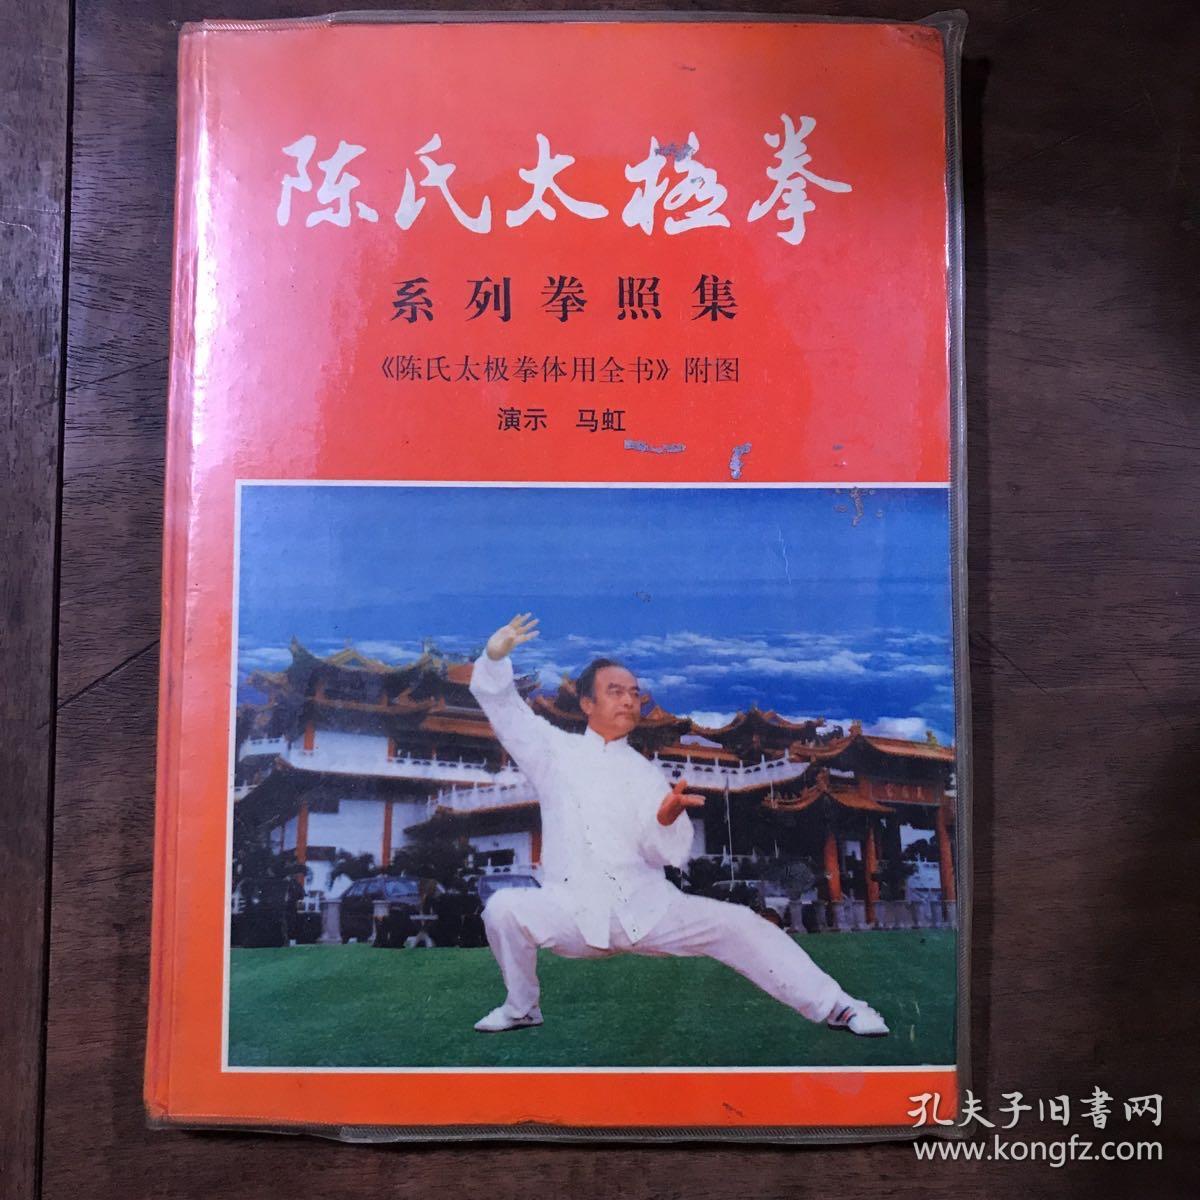 陈氏太极拳
系列拳照集
《陈氏太极拳体用全书》附图
演示 马虹
孔夫子旧書网
www.kongfz.com